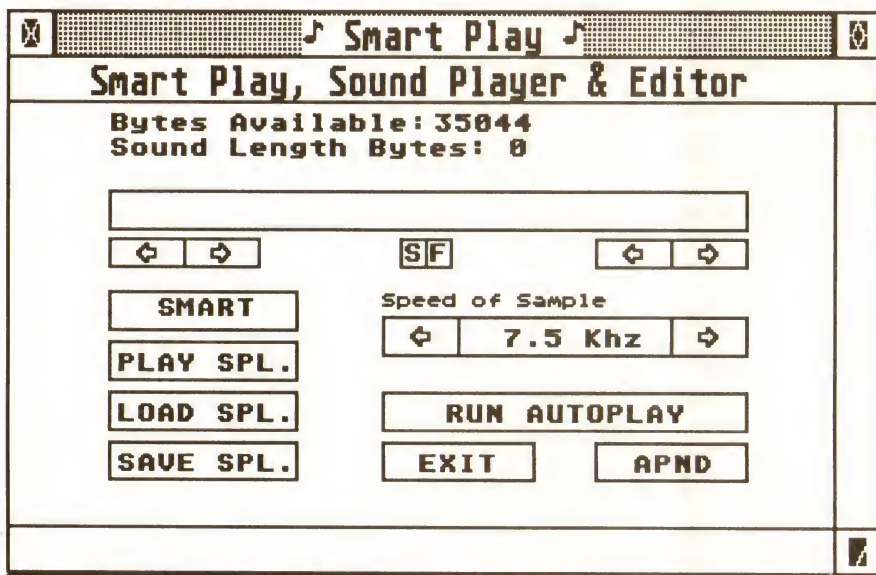 ♪ Smart Play ♪
Smart Play, Sound Player & Editor
Bytes Available:35044
Sound Length Bytes: 0
SF
SMART
Speed of Sample
7.5 Khz
PLAY SPL.
LOAD SPL.
RUN AUTOPLAY
SAVE SPL.
EXIT
APND